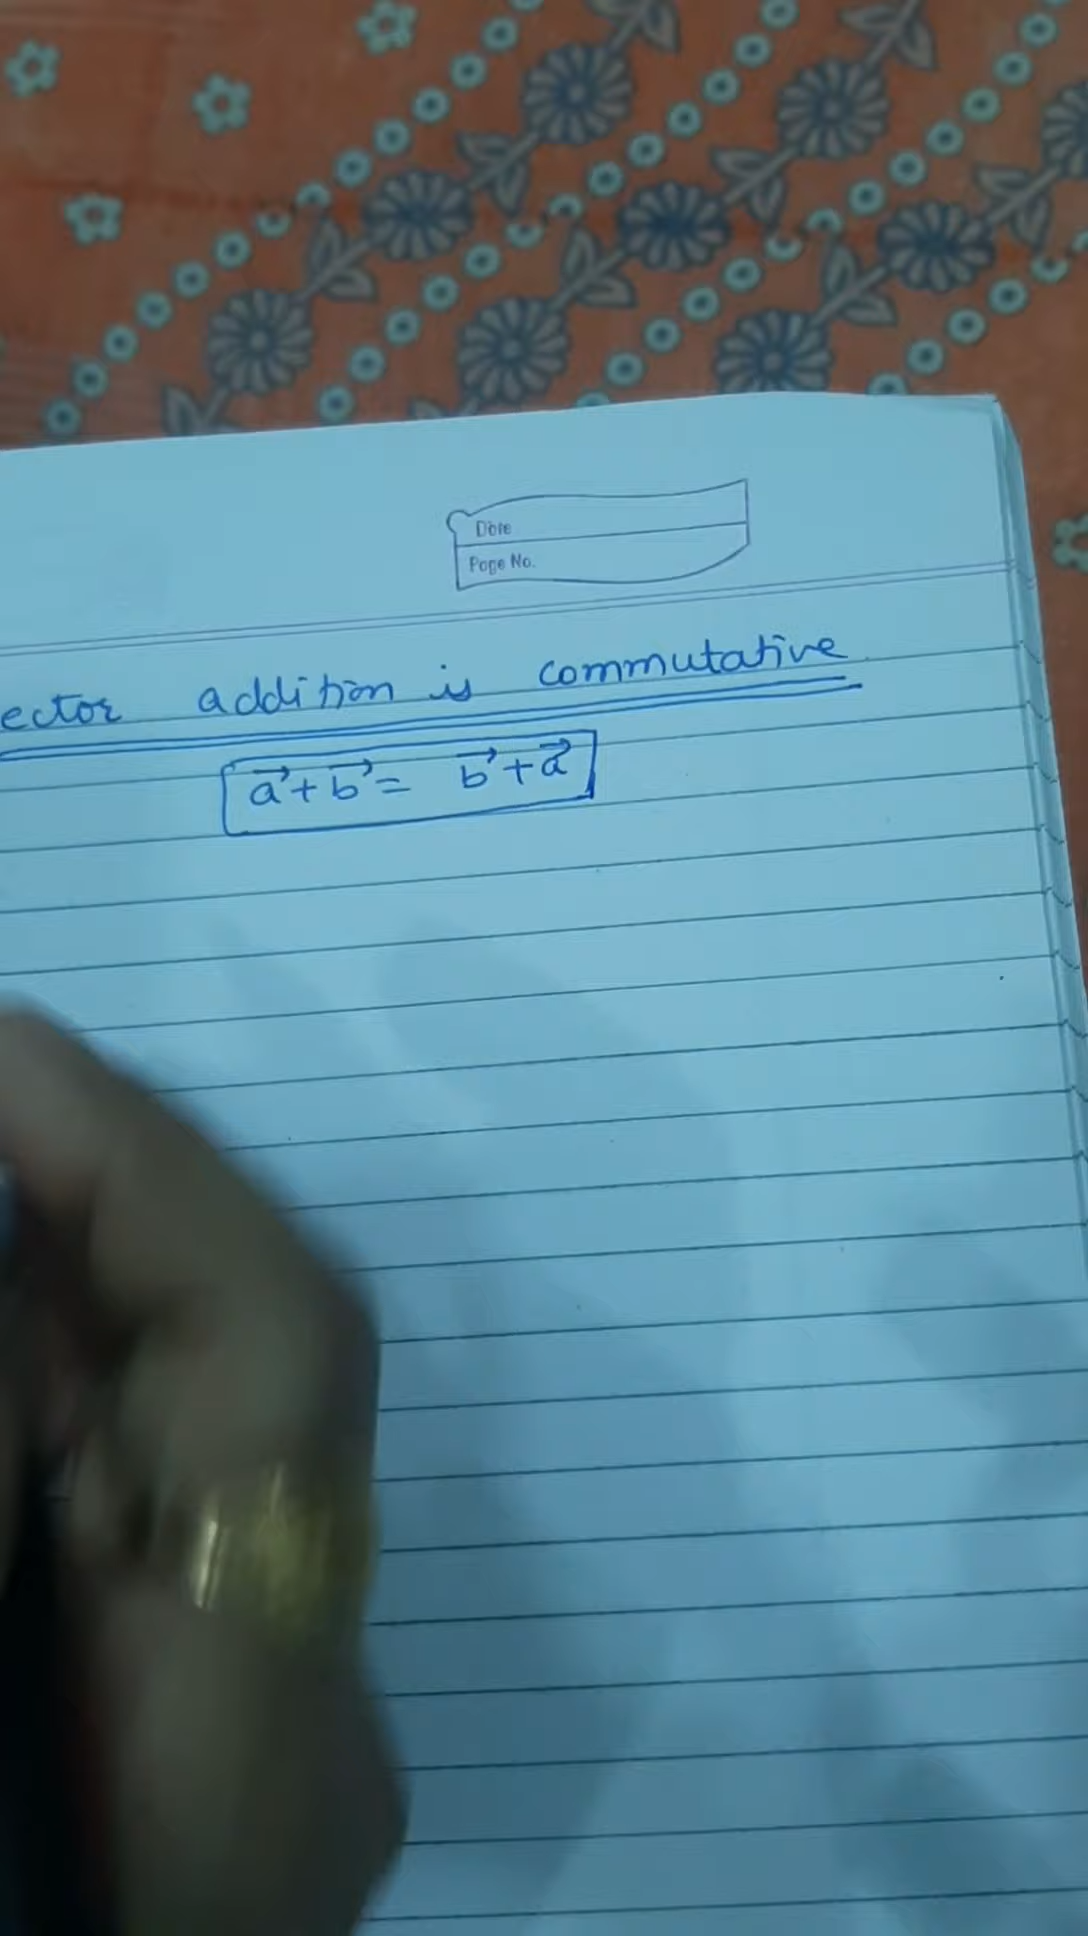 Date
Page No.
ector addition is commutative
a⃗ + b⃗ = b⃗ + a⃗